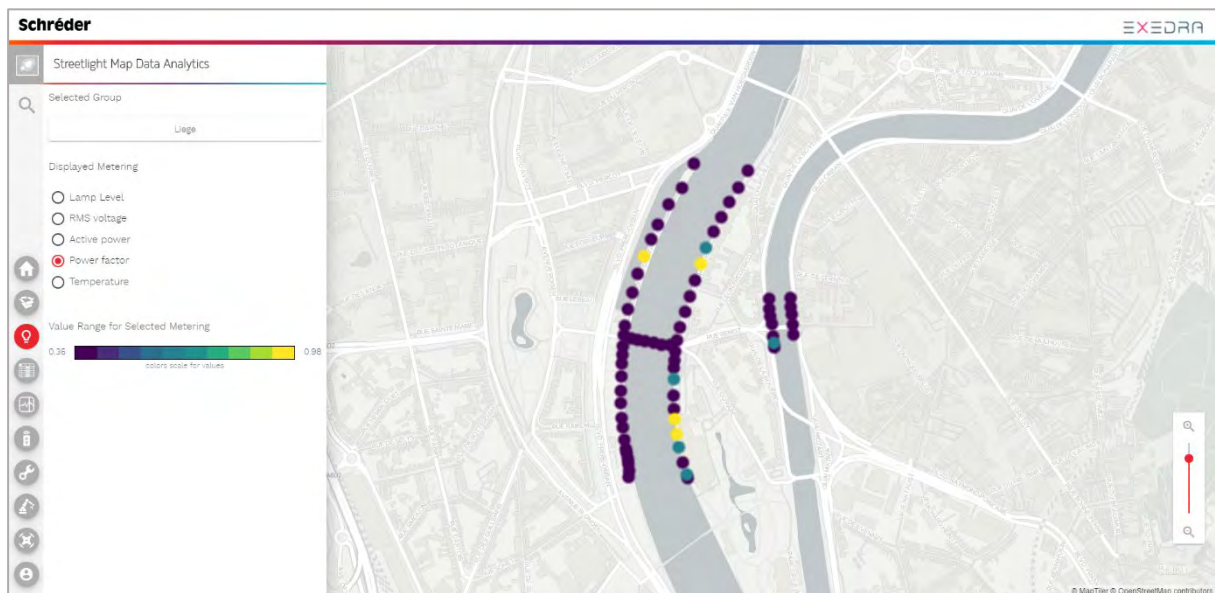 Schréder
EXEDRA
Streetlight Map Data Analytics
Selected Group
Liege
Displayed Metering
Lamp Level
RMS voltage
Active power
Power factor
Temperature
Value Range for Selected Metering
0.36
0.98
colors scale for values
© MapTiler © OpenStreetMap contributors